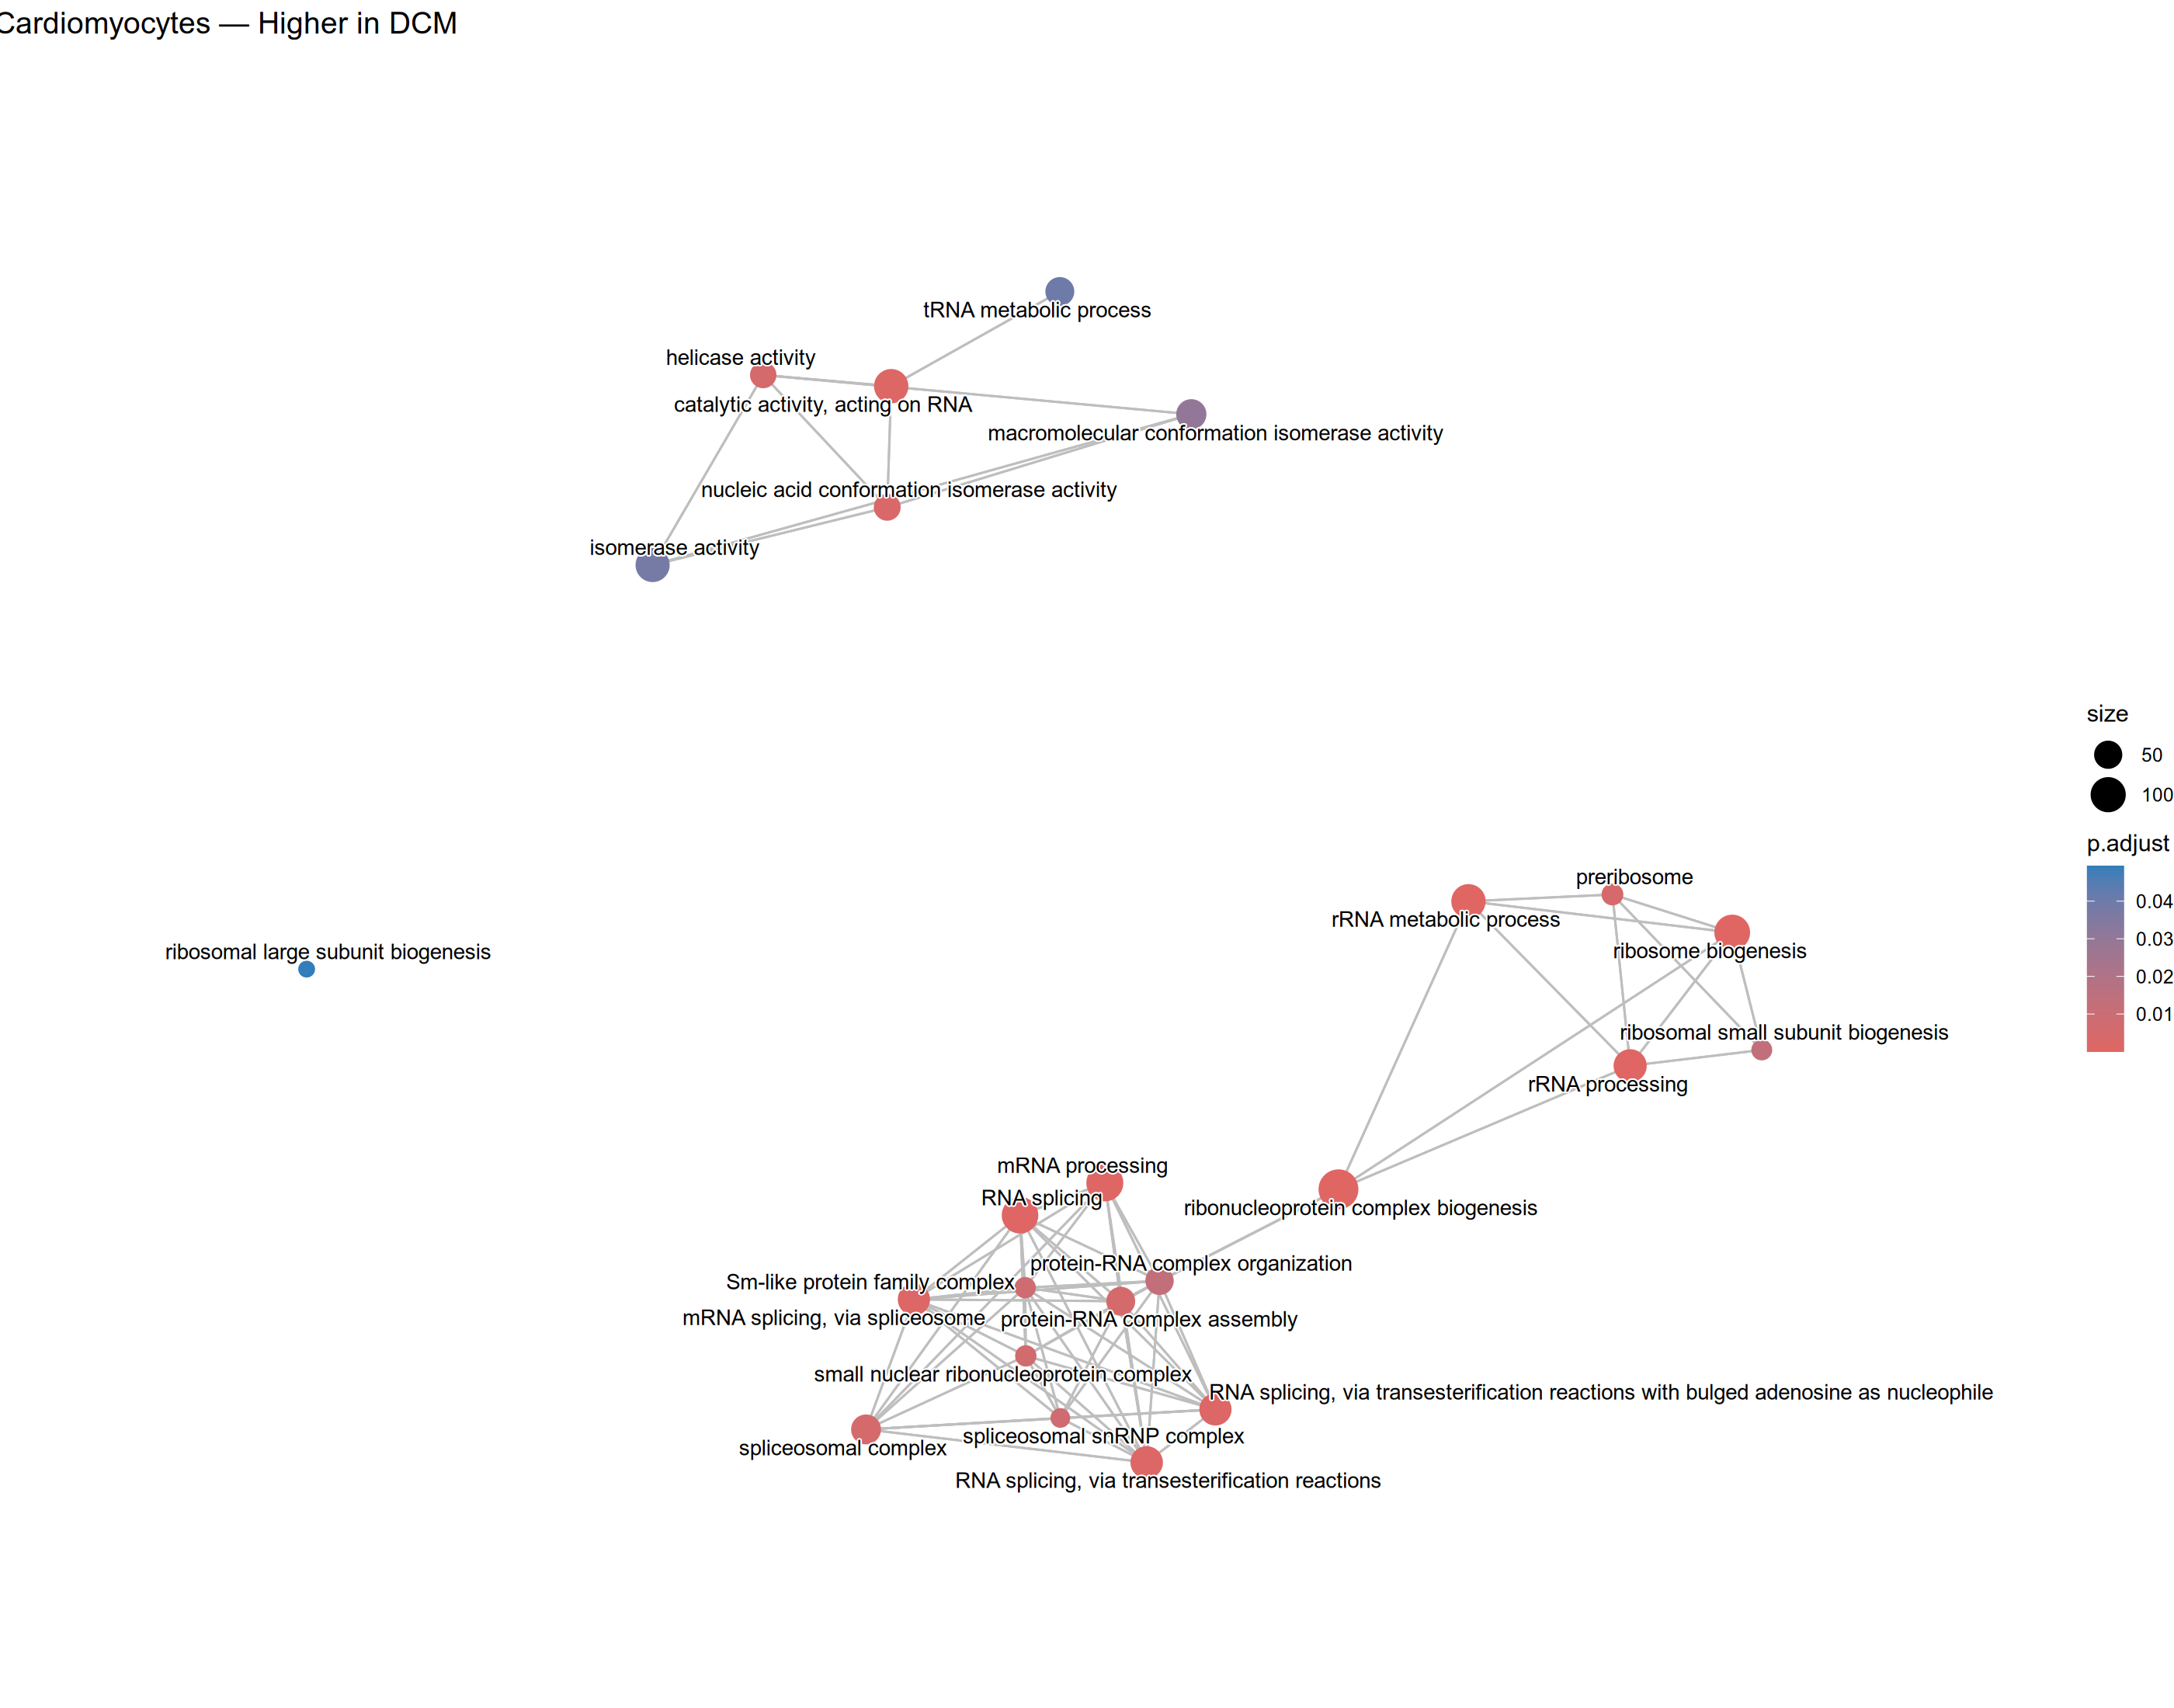 Cardiomyocytes — Higher in DCM
tRNA metabolic process
helicase activity
catalytic activity, acting on RNA
macromolecular conformation isomerase activity
nucleic acid conformation isomerase activity
isomerase activity
size
50
100
p.adjust
0.04
0.03
0.02
0.01
preribosome
rRNA metabolic process
ribosome biogenesis
ribosomal large subunit biogenesis
ribosomal small subunit biogenesis
rRNA processing
mRNA processing
RNA splicing
ribonucleoprotein complex biogenesis
protein-RNA complex organization
Sm-like protein family complex
mRNA splicing, via spliceosome
protein-RNA complex assembly
small nuclear ribonucleoprotein complex
RNA splicing, via transesterification reactions with bulged adenosine as nucleophile
spliceosomal snRNP complex
spliceosomal complex
RNA splicing, via transesterification reactions